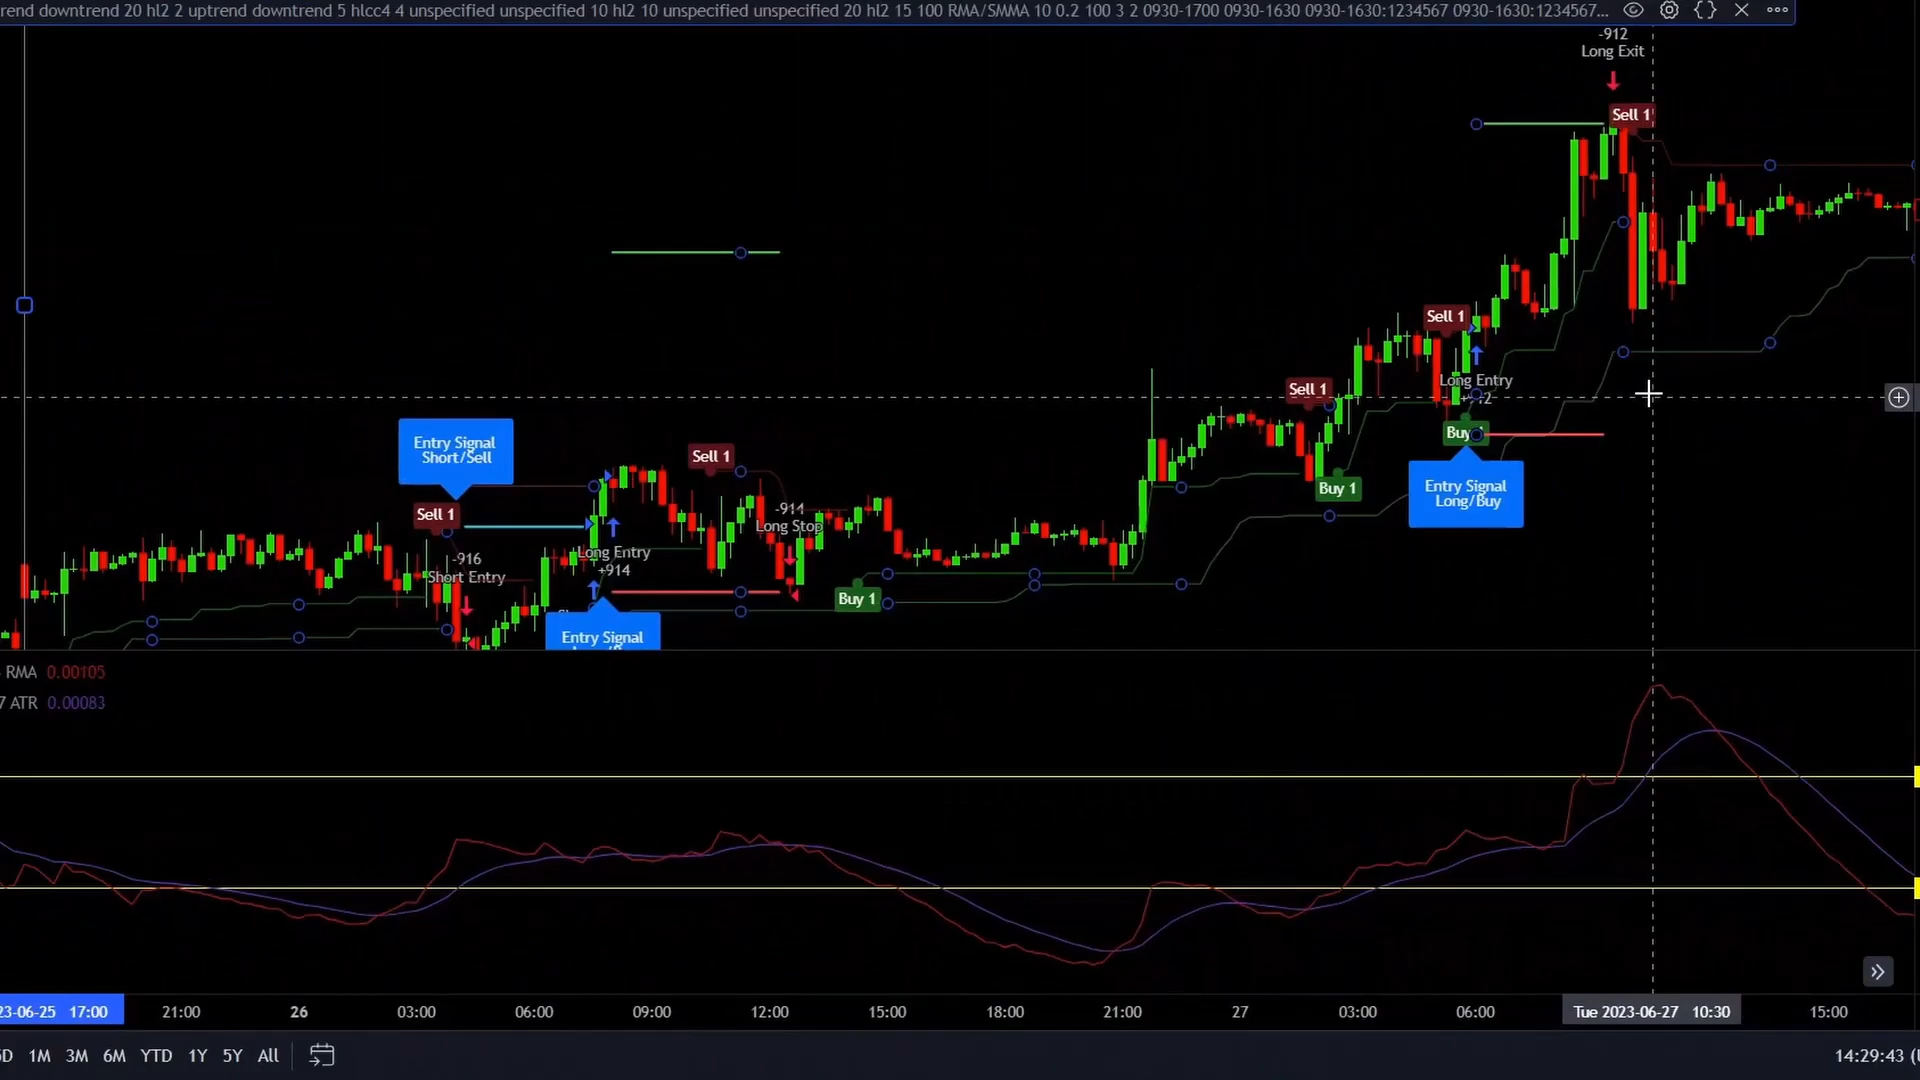 rend downtrend 20 hl2 2 uptrend downtrend 5 hlcc4 4 unspecified unspecified 10 hl2 10 unspecified unspecified 20 hl2 15 100 RMA/SMMA 10 0.2 100 3 2 0930-1700 0930-1630 0930-1630:1234567 0930-1630:1234567...
-912
Long Exit
Sell 1
Sell 1
Long Entry
Buy
Entry Signal
Long/Buy
Sell 1
Buy 1
Entry Signal
Short/Sell
Sell 1
-916
Short Entry
Long Entry
+914
Entry Signal
Sell 1
-914
Long Stop
Buy 1
RMA 0.00105
7 ATR 0.00083
23-06-25 17:00
21:00
26
03:00
06:00
09:00
12:00
15:00
18:00
21:00
27
03:00
06:00
Tue 2023-06-27 10:30
15:00
5D 1M 3M 6M YTD 1Y 5Y All
14:29:43 (U